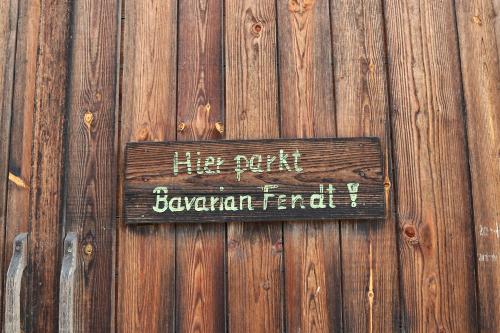 Hier parkt
Bavarian Fendt !